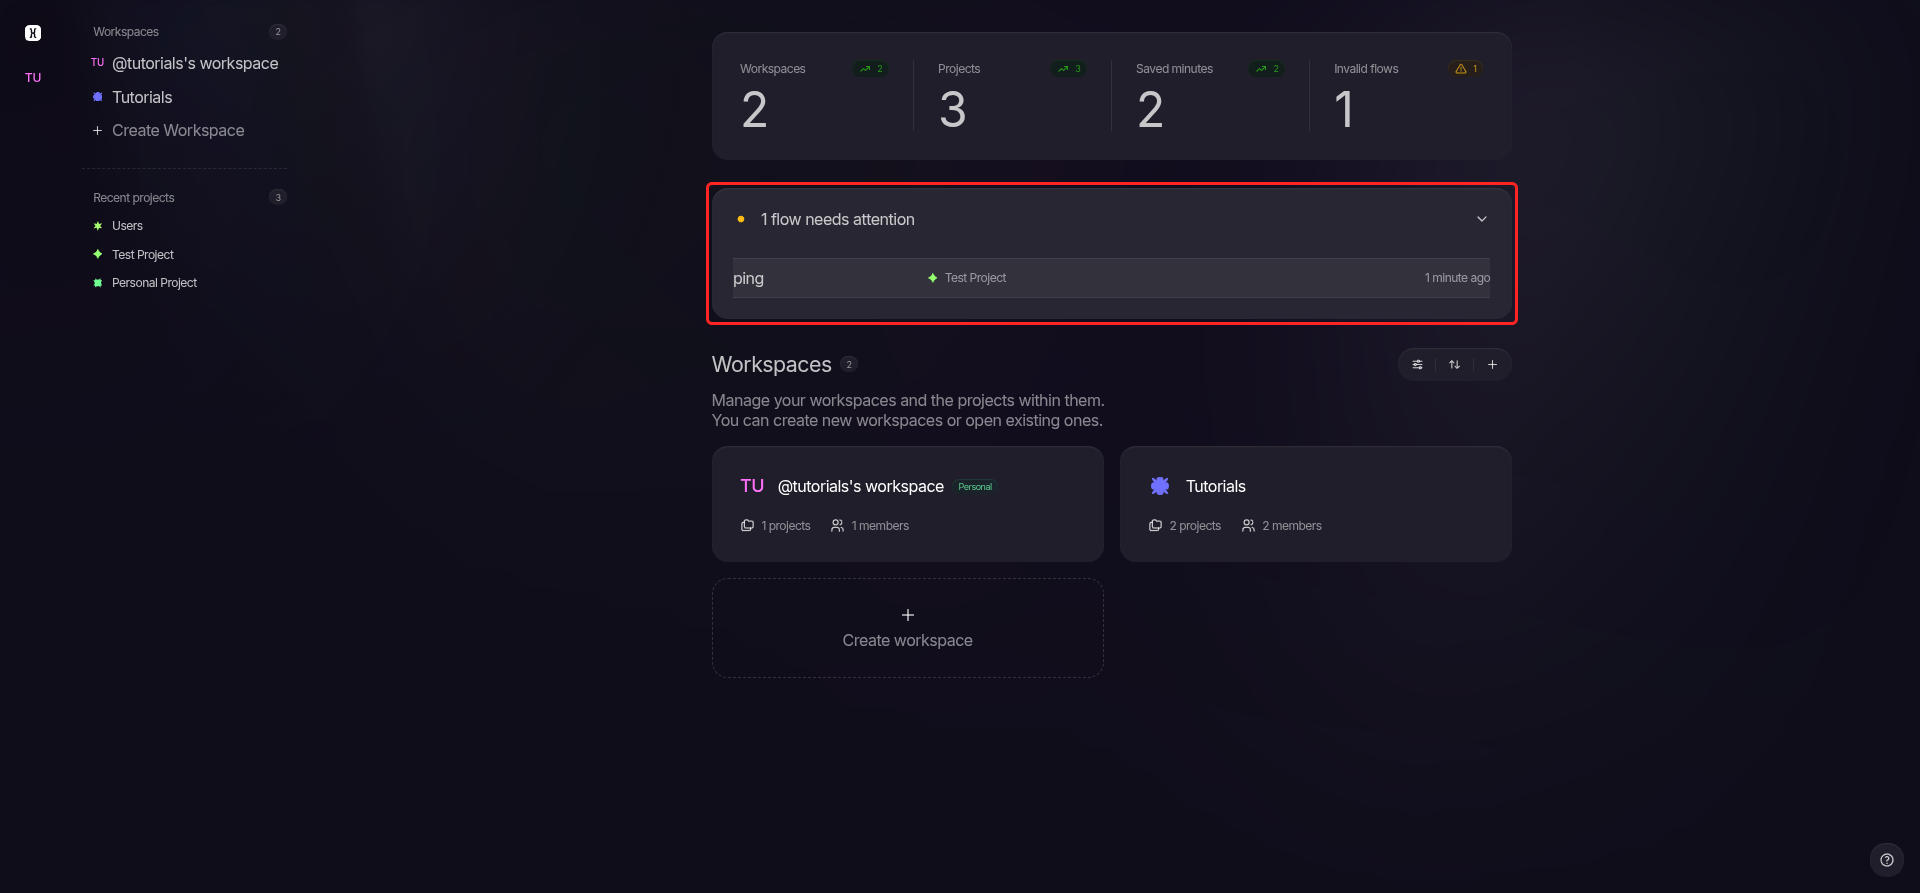 Workspaces 2
TU @tutorials's workspace
Tutorials
Create Workspace
Recent projects 3
Users
Test Project
Personal Project
TU
Workspaces 2
2
Projects 3
3
Saved minutes 2
2
Invalid flows 1
1
1 flow needs attention
ping Test Project 1 minute ago
Workspaces 2
Manage your workspaces and the projects within them.
You can create new workspaces or open existing ones.
TU @tutorials's workspace Personal
1 projects 1 members
Tutorials
2 projects 2 members
Create workspace